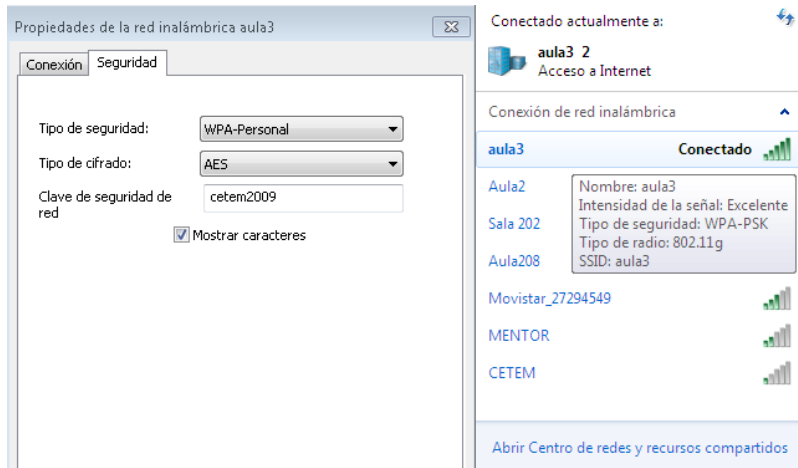 Propiedades de la red inalámbrica aula3
Conexión Seguridad
Tipo de seguridad: WPA-Personal
Tipo de cifrado: AES
Clave de seguridad de
red
cetem2009
Mostrar caracteres
Conectado actualmente a:
aula3 2
Acceso a Internet
Conexión de red inalámbrica
aula3 Conectado
Aula2
Sala 202
Aula208
Nombre: aula3
Intensidad de la señal: Excelente
Tipo de seguridad: WPA-PSK
Tipo de radio: 802.11g
SSID: aula3
Movistar_27294549
MENTOR
CETEM
Abrir Centro de redes y recursos compartidos